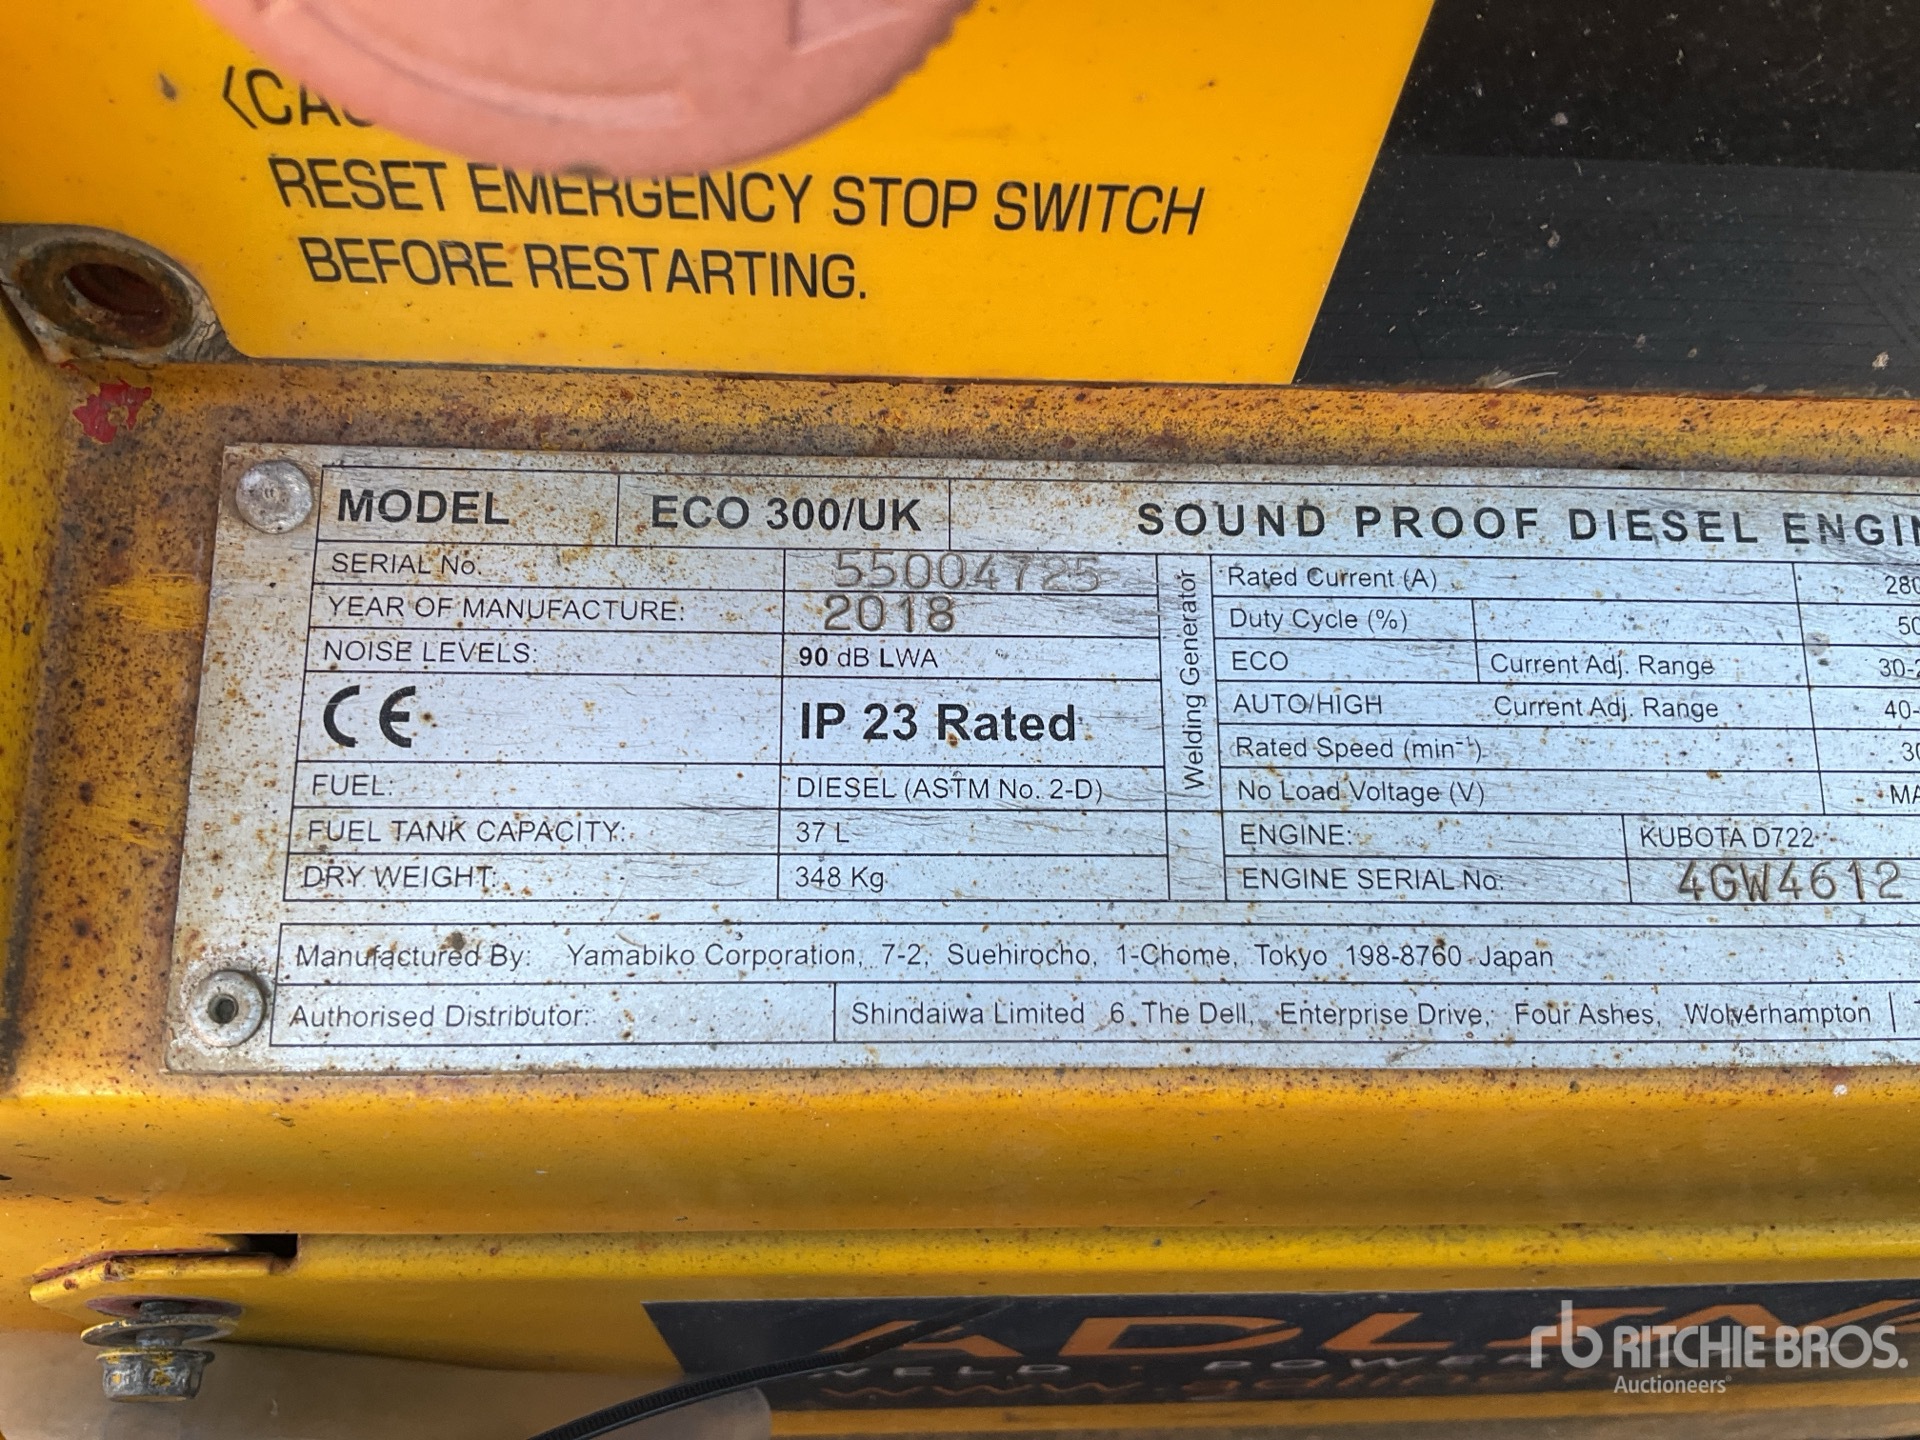 RESET EMERGENCY STOP SWITCH
BEFORE RESTARTING.
MODEL ECO 300/UK SOUND PROOF DIESEL
SERIAL No. 55004725
YEAR OF MANUFACTURE: 2018
NOISE LEVELS: 90 dB LWA
CE IP 23 Rated
FUEL: DIESEL (ASTM No. 2-D)
FUEL TANK CAPACITY: 37 L
DRY WEIGHT: 348 Kg
Welding Generator
Rated Current (A)
Duty Cycle (%)
ECO Current Adj. Range
AUTO/HIGH Current Adj. Range
Rated Speed (min⁻¹)
No Load Voltage (V)
ENGINE: KUBOTA D722
ENGINE SERIAL No: 4GW4612
Manufactured By: Yamabiko Corporation, 7-2, Suehirocho, 1-Chome, Tokyo 198-8760 Japan
Authorised Distributor: Shindaiwa Limited 6. The Dell, Enterprise Drive, Four Ashes, Wolverhampton
rb RITCHIE BROS.
Auctioneers